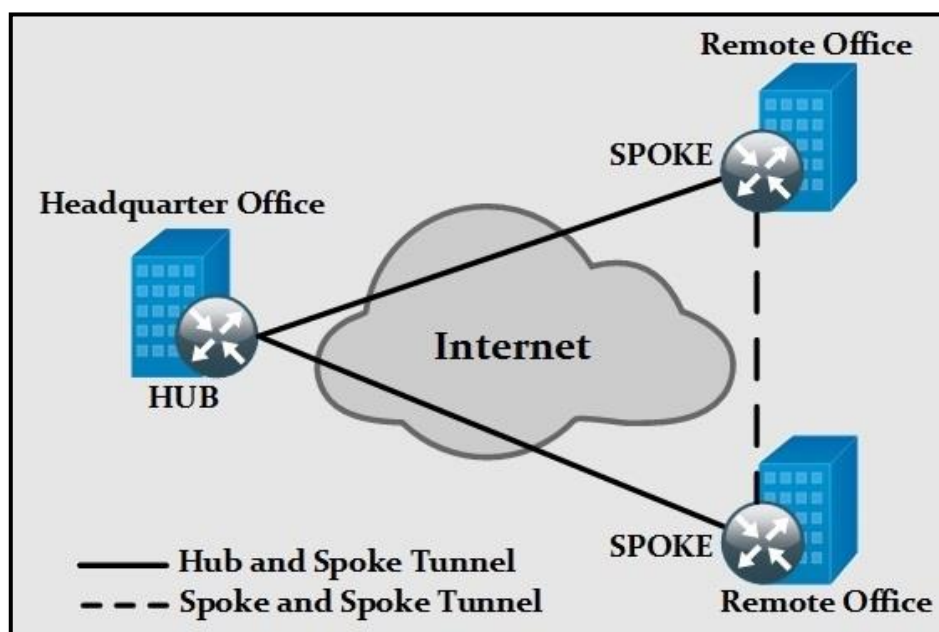 Remote Office
SPOKE
Headquarter Office
Internet
HUB
SPOKE
Hub and Spoke Tunnel
Spoke and Spoke Tunnel
Remote Office